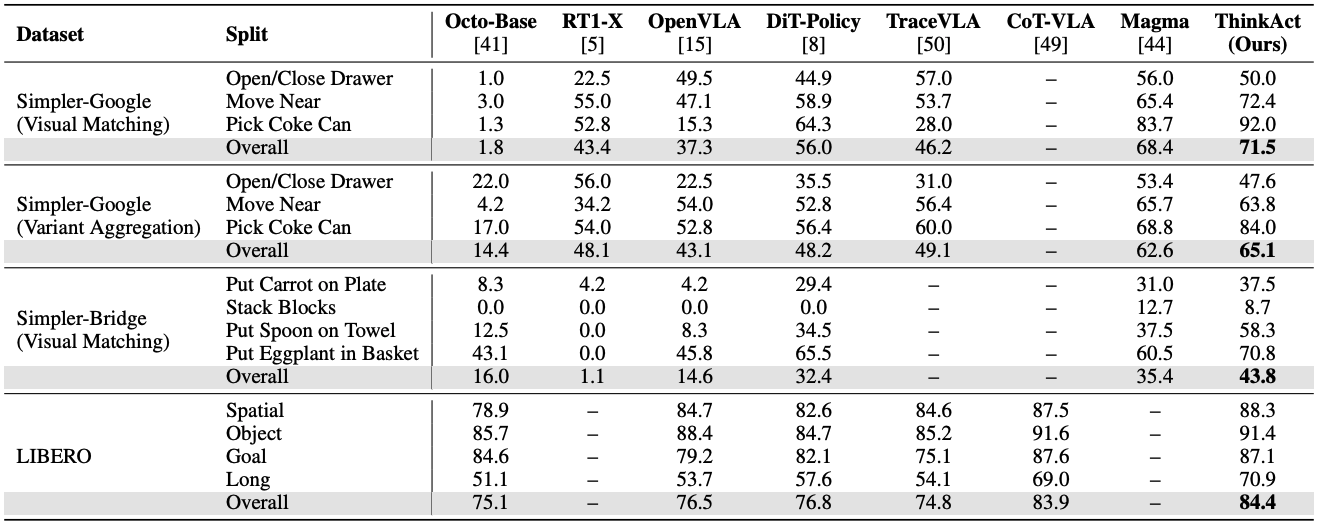 Dataset Split Octo-Base [41] RT1-X [5] OpenVLA [15] DiT-Policy [8] TraceVLA [50] CoT-VLA [49] Magma [44] ThinkAct (Ours)
Simpler-Google (Visual Matching)
Open/Close Drawer 1.0 22.5 49.5 44.9 57.0 – 56.0 50.0
Move Near 3.0 55.0 47.1 58.9 53.7 – 65.4 72.4
Pick Coke Can 1.3 52.8 15.3 64.3 28.0 – 83.7 92.0
Overall 1.8 43.4 37.3 56.0 46.2 – 68.4 71.5
Simpler-Google (Variant Aggregation)
Open/Close Drawer 22.0 56.0 22.5 35.5 31.0 – 53.4 47.6
Move Near 4.2 34.2 54.0 52.8 56.4 – 65.7 63.8
Pick Coke Can 17.0 54.0 52.8 56.4 60.0 – 68.8 84.0
Overall 14.4 48.1 43.1 48.2 49.1 – 62.6 65.1
Simpler-Bridge (Visual Matching)
Put Carrot on Plate 8.3 4.2 4.2 29.4 – – 31.0 37.5
Stack Blocks 0.0 0.0 0.0 0.0 – – 12.7 8.7
Put Spoon on Towel 12.5 0.0 8.3 34.5 – – 37.5 58.3
Put Eggplant in Basket 43.1 0.0 45.8 65.5 – – 60.5 70.8
Overall 16.0 1.1 14.6 32.4 – – 35.4 43.8
LIBERO
Spatial 78.9 – 84.7 82.6 84.6 87.5 – 88.3
Object 85.7 – 88.4 84.7 85.2 91.6 – 91.4
Goal 84.6 – 79.2 82.1 75.1 87.6 – 87.1
Long 51.1 – 53.7 57.6 54.1 69.0 – 70.9
Overall 75.1 – 76.5 76.8 74.8 83.9 – 84.4